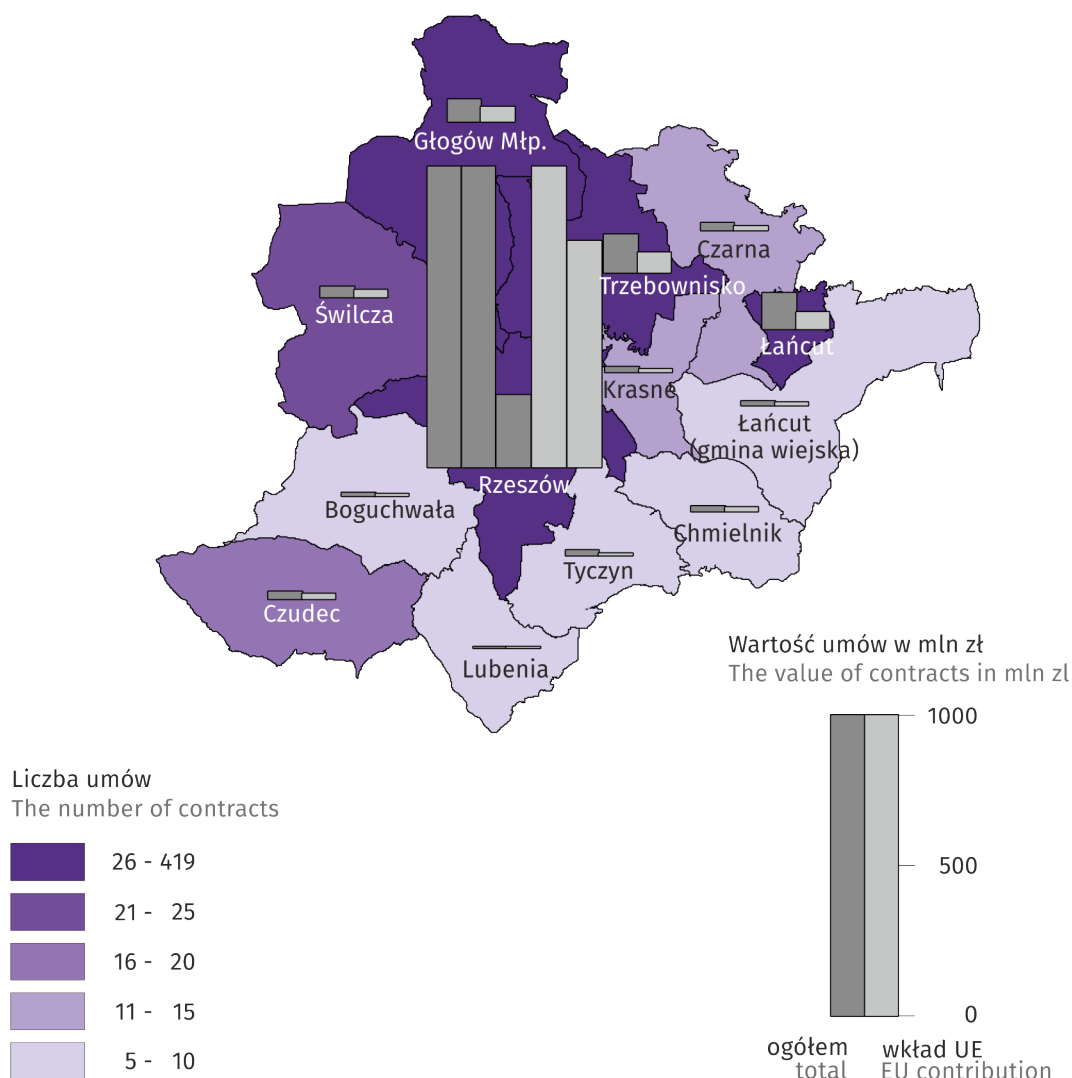 Głogów Młp.
Czarna
Trzebownisko
Świlcza
Łańcut
Krasne
Łańcut
(gmina wiejska)
Rzeszów
Boguchwała
Chmielnik
Tyczyn
Czudec
Lubenia
Wartość umów w mln zł
The value of contracts in mln zl
1000
500
0
ogółem
total
wkład UE
EU contribution
Liczba umów
The number of contracts
26 - 419
21 - 25
16 - 20
11 - 15
5 - 10